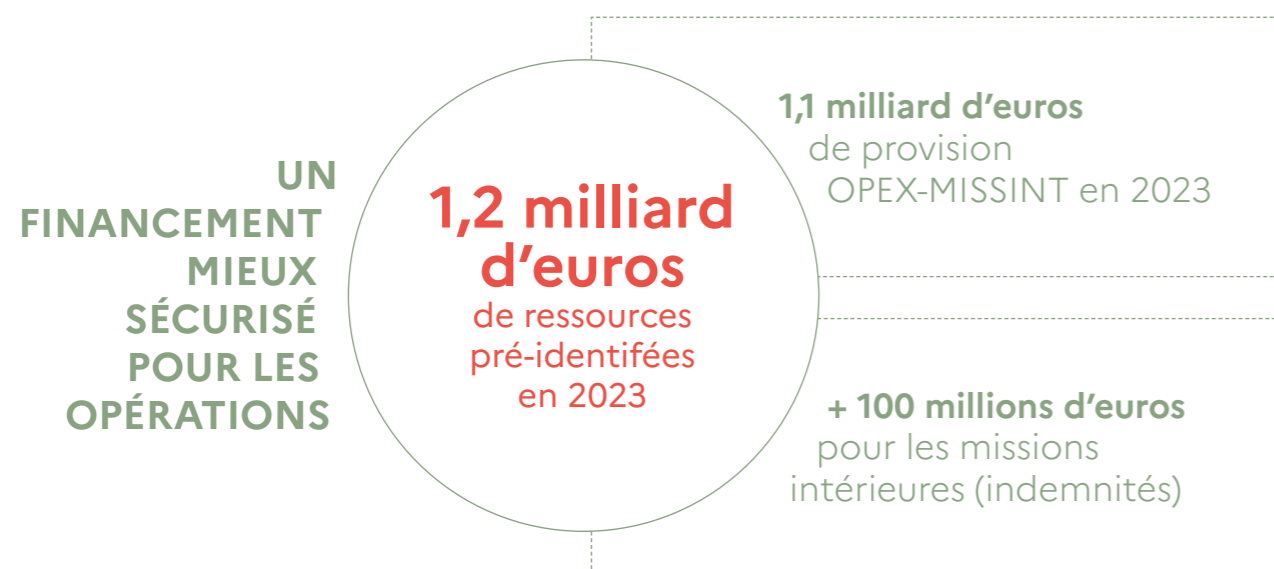 UN
FINANCEMENT
MIEUX
SÉCURISÉ
POUR LES
OPÉRATIONS
1,2 milliard
d’euros
de ressources
pré-identifées
en 2023
1,1 milliard d’euros
de provision
OPEX-MISSINT en 2023
+ 100 millions d’euros
pour les missions
intérieures (indemnités)